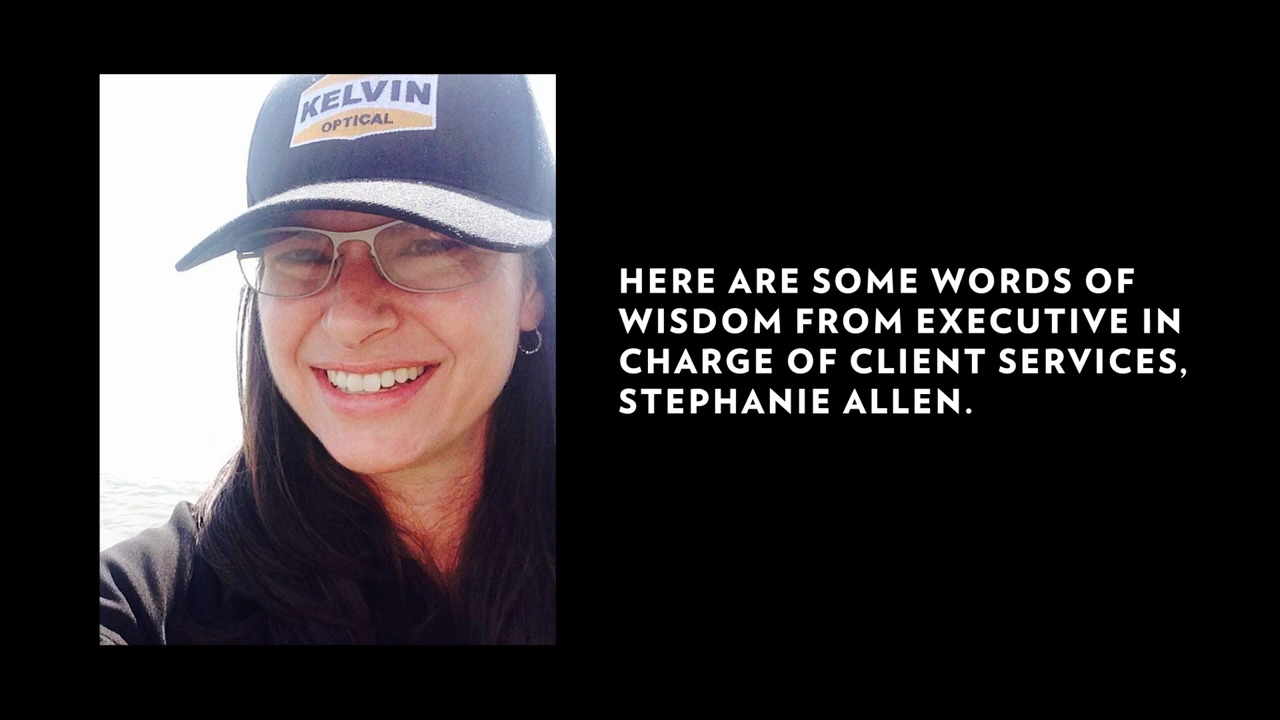 KELVIN
OPTICAL
HERE ARE SOME WORDS OF
WISDOM FROM EXECUTIVE IN
CHARGE OF CLIENT SERVICES,
STEPHANIE ALLEN.